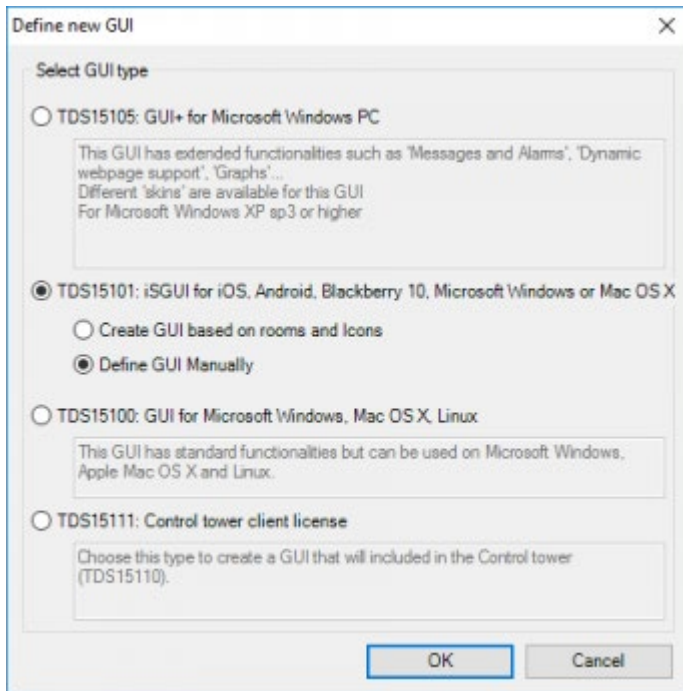 Define new GUI
Select GUI type
TDS15105: GUI+ for Microsoft Windows PC
This GUI has extended functionalities such as 'Messages and Alarms', 'Dynamic
webpage support', 'Graphs'...
Different 'skins' are available for this GUI
For Microsoft Windows XP sp3 or higher
TDS15101: iSGUI for iOS, Android, Blackberry 10, Microsoft Windows or Mac OS X
Create GUI based on rooms and Icons
Define GUI Manually
TDS15100: GUI for Microsoft Windows, Mac OS X, Linux
This GUI has standard functionalities but can be used on Microsoft Windows,
Apple Mac OS X and Linux.
TDS15111: Control tower client license
Choose this type to create a GUI that will included in the Control tower
(TDS15110).
OK
Cancel